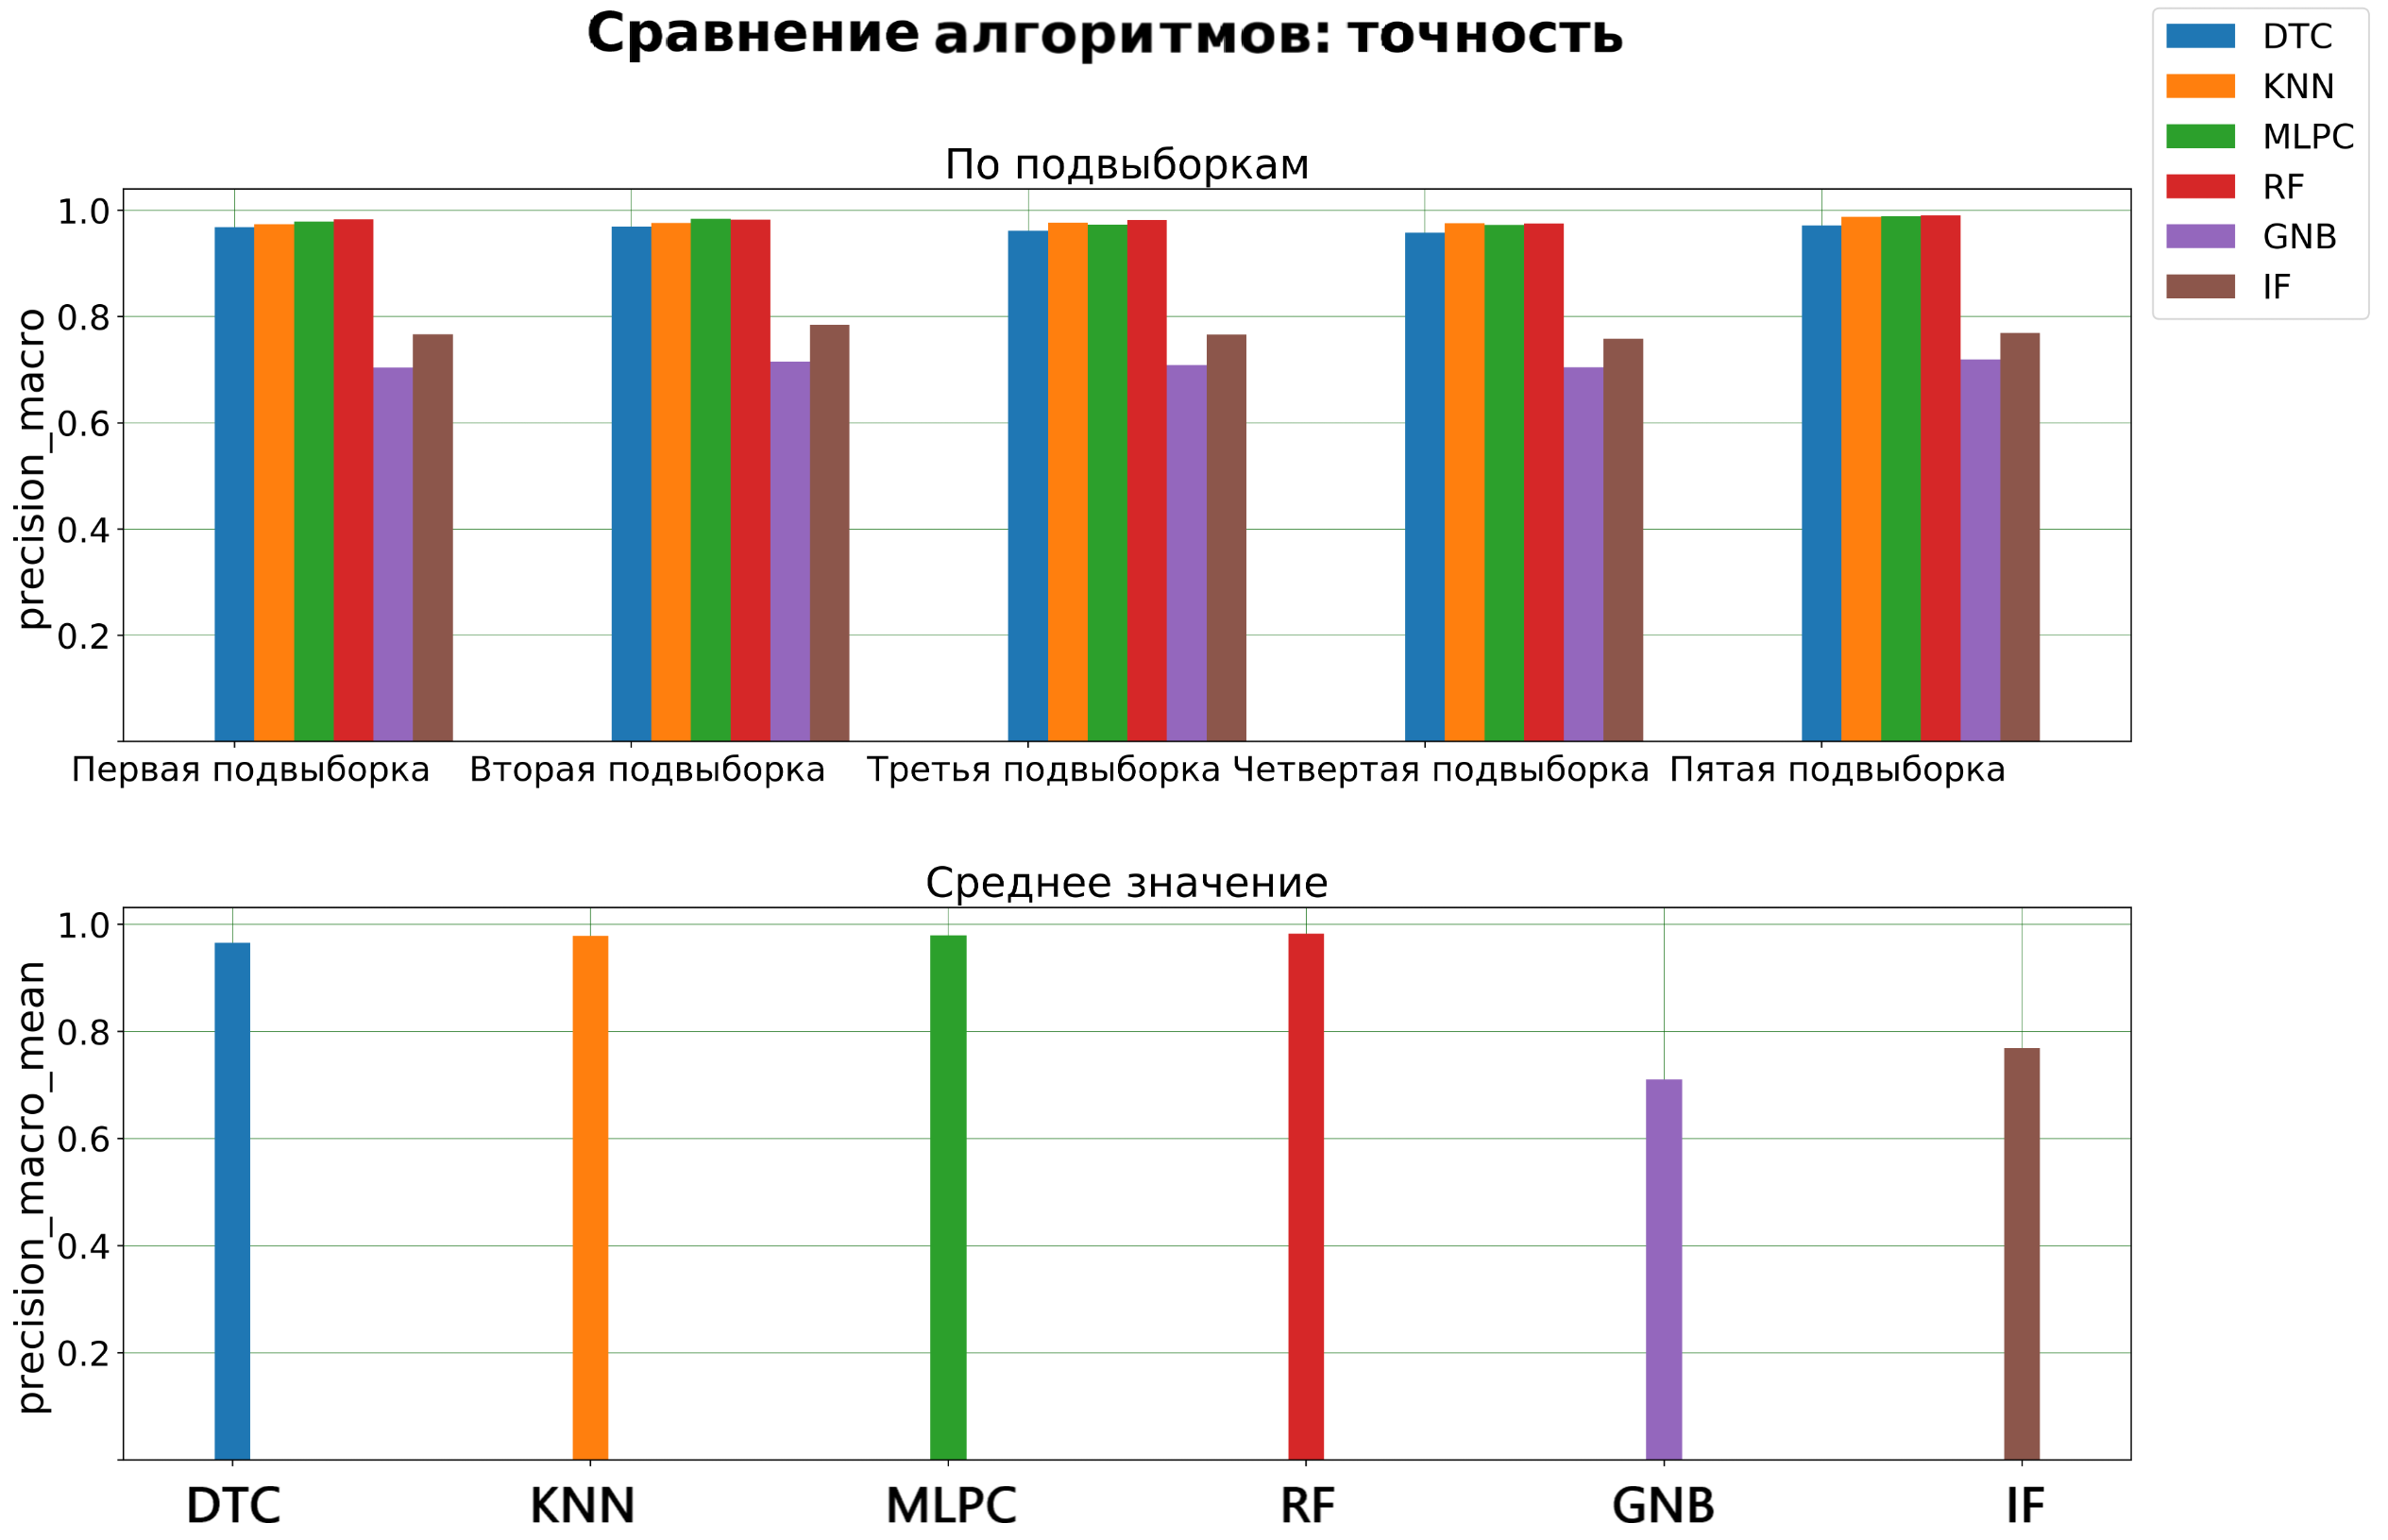 Сравнение алгоритмов: точность
DTC
KNN
MLPC
RF
GNB
IF
По подвыборкам
precision_macro
1.0
0.8
0.6
0.4
0.2
Первая подвыборка
Вторая подвыборка
Третья подвыборка
Четвертая подвыборка
Пятая подвыборка
Среднее значение
precision_macro_mean
1.0
0.8
0.6
0.4
0.2
DTC
KNN
MLPC
RF
GNB
IF